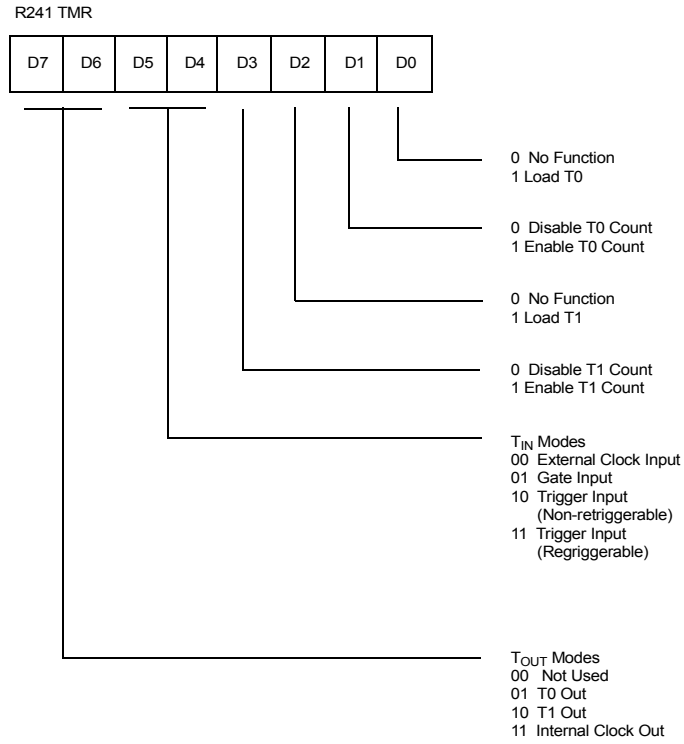 R241 TMR
D7 D6 D5 D4 D3 D2 D1 D0
0 No Function
1 Load T0
0 Disable T0 Count
1 Enable T0 Count
0 No Function
1 Load T1
0 Disable T1 Count
1 Enable T1 Count
TIN Modes
00 External Clock Input
01 Gate Input
10 Trigger Input
(Non-retriggerable)
11 Trigger Input
(Regriggerable)
TOUT Modes
00 Not Used
01 T0 Out
10 T1 Out
11 Internal Clock Out